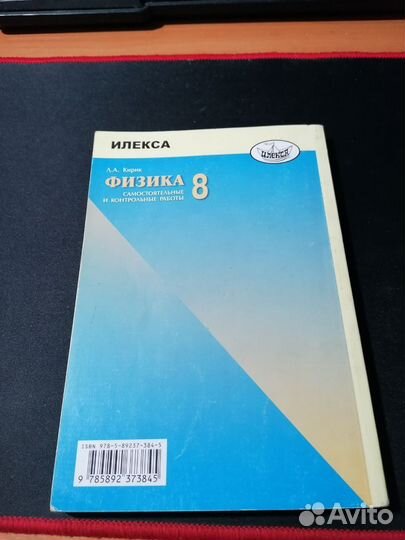 ИЛЕКСА
ИЛЕКСА
Л.А. Кирик
ФИЗИКА 8
САМОСТОЯТЕЛЬНЫЕ
И КОНТРОЛЬНЫЕ РАБОТЫ
ISBN 978-5-89237-384-5
9 785892 373845
Avito